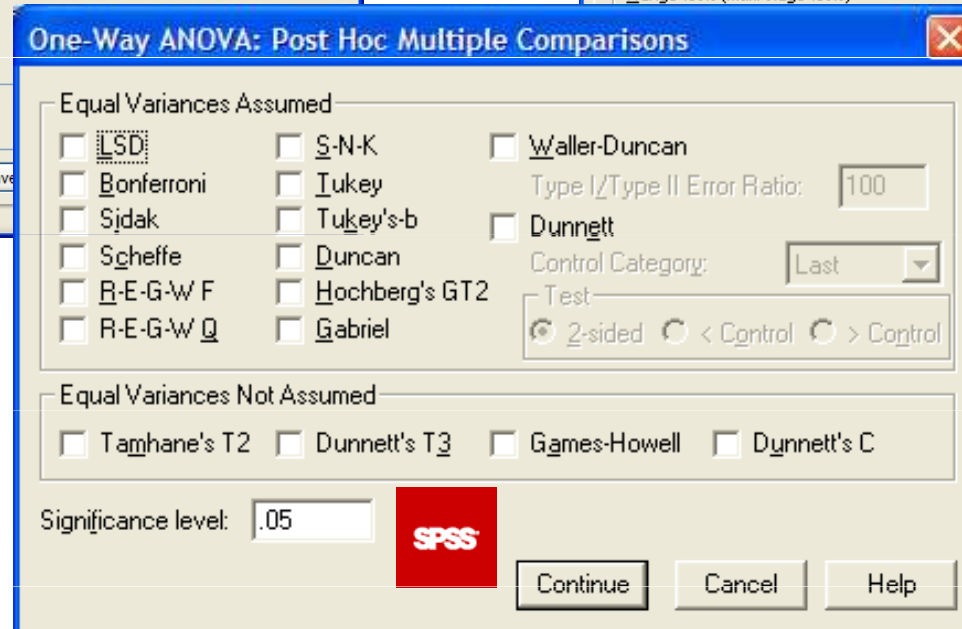 One-Way ANOVA: Post Hoc Multiple Comparisons
Equal Variances Assumed
LSD
S-N-K
Waller-Duncan
Bonferroni
Tukey
Type I/Type II Error Ratio: 100
Sidak
Tukey's-b
Dunnett
Scheffe
Duncan
Control Category: Last
R-E-G-W F
Hochberg's GT2
Test
R-E-G-W Q
Gabriel
2-sided
< Control
> Control
Equal Variances Not Assumed
Tamhane's T2
Dunnett's T3
Games-Howell
Dunnett's C
Significance level: .05
SPSS
Continue
Cancel
Help